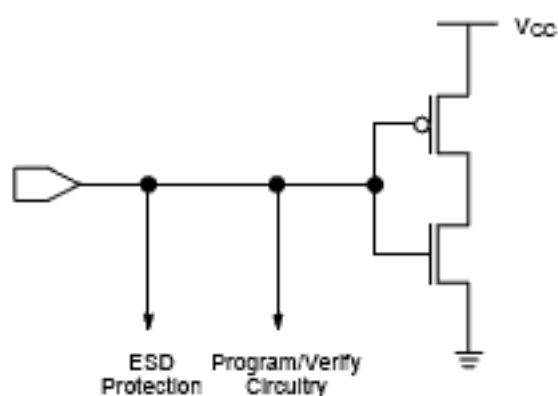 VCC
ESD
Protection
Program/Verify
Circuitry